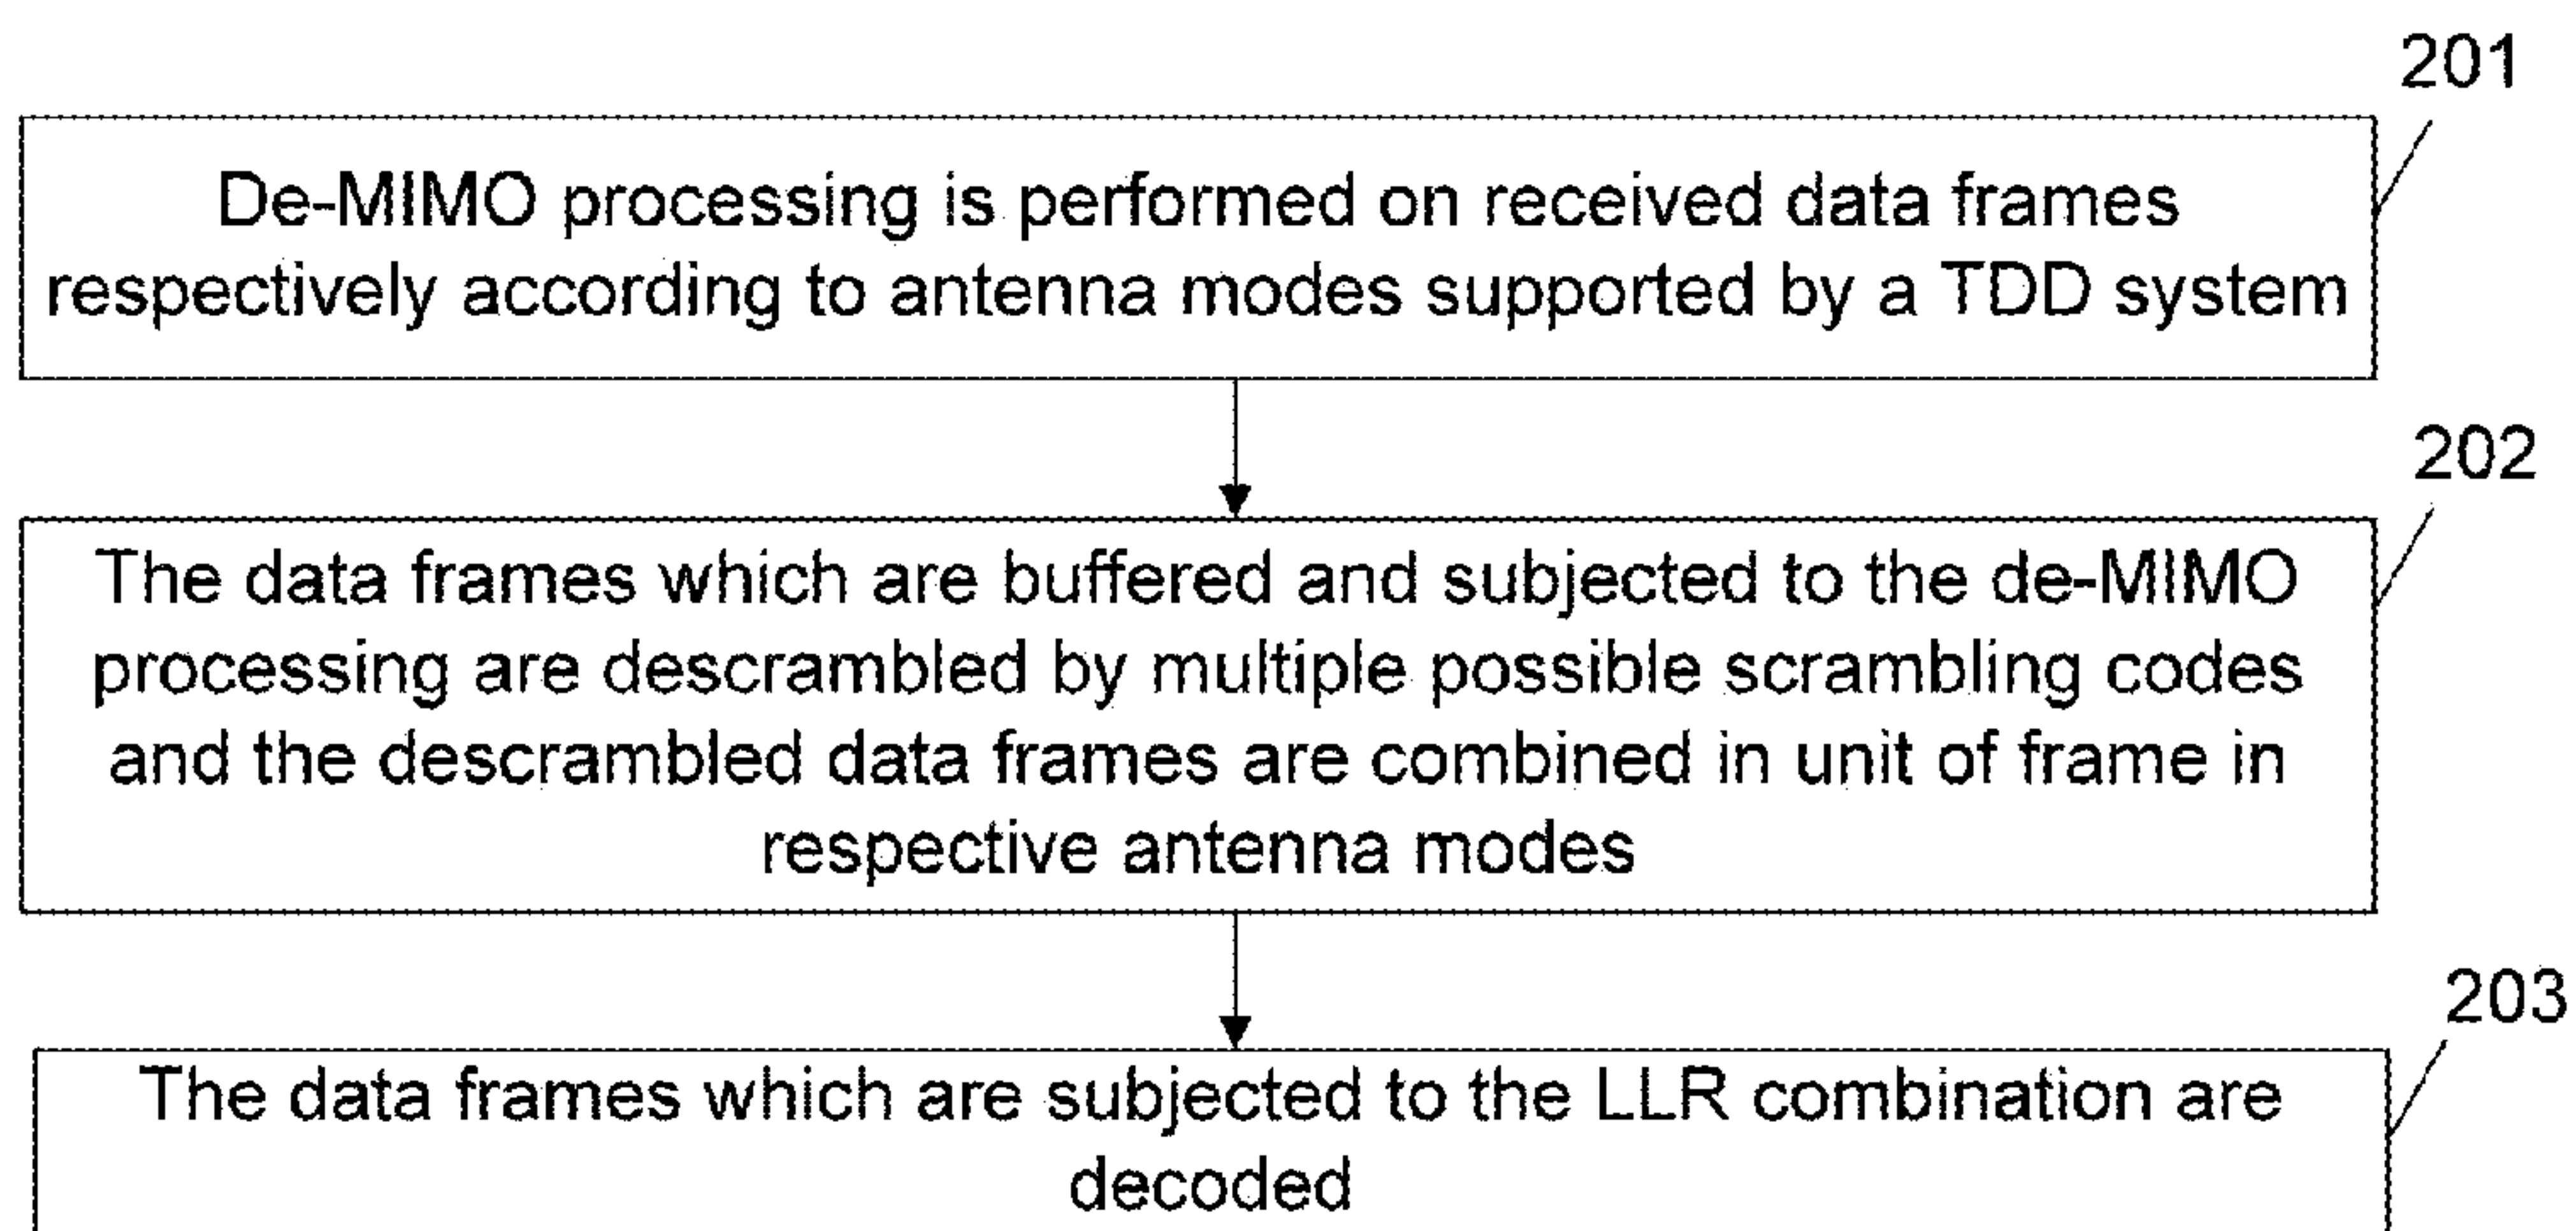 201
De-MIMO processing is performed on received data frames
respectively according to antenna modes supported by a TDD system
202
The data frames which are buffered and subjected to the de-MIMO
processing are descrambled by multiple possible scrambling codes
and the descrambled data frames are combined in unit of frame in
respective antenna modes
203
The data frames which are subjected to the LLR combination are
decoded